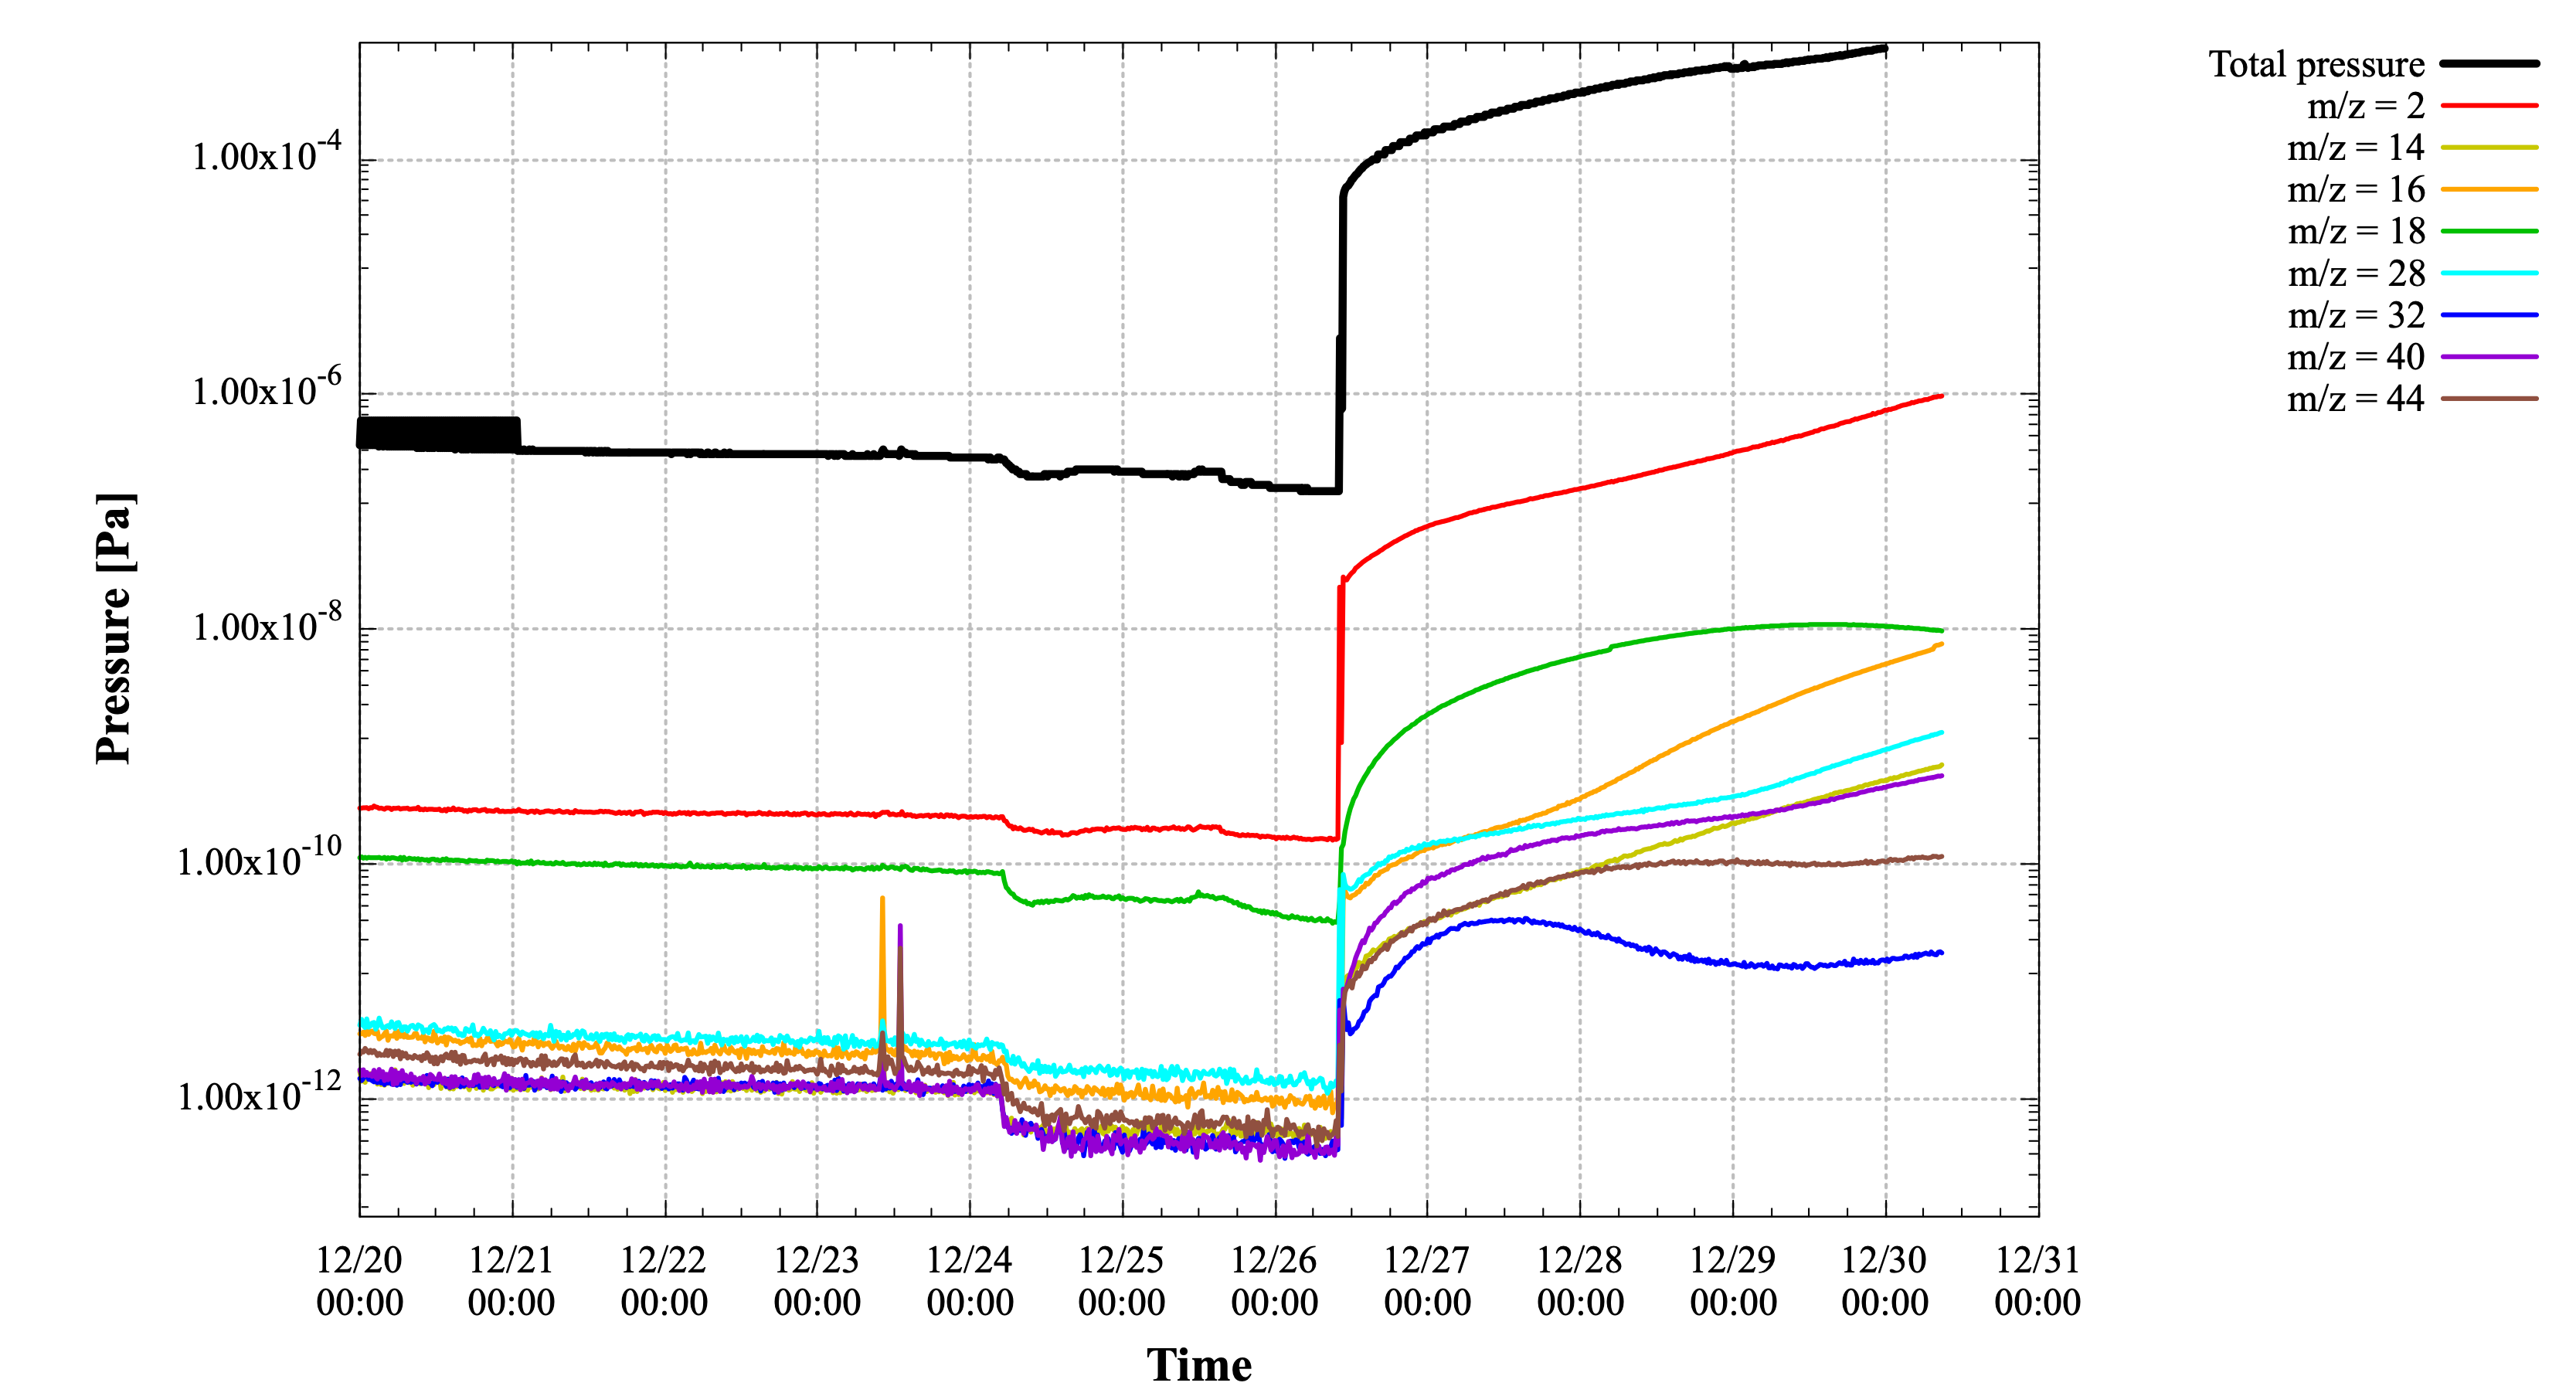 Total pressure
m/z = 2
m/z = 14
m/z = 16
m/z = 18
m/z = 28
m/z = 32
m/z = 40
m/z = 44
Pressure [Pa]
1.00x10-4
1.00x10-6
1.00x10-8
1.00x10-10
1.00x10-12
12/20 12/21 12/22 12/23 12/24 12/25 12/26 12/27 12/28 12/29 12/30 12/31
00:00 00:00 00:00 00:00 00:00 00:00 00:00 00:00 00:00 00:00 00:00 00:00
Time